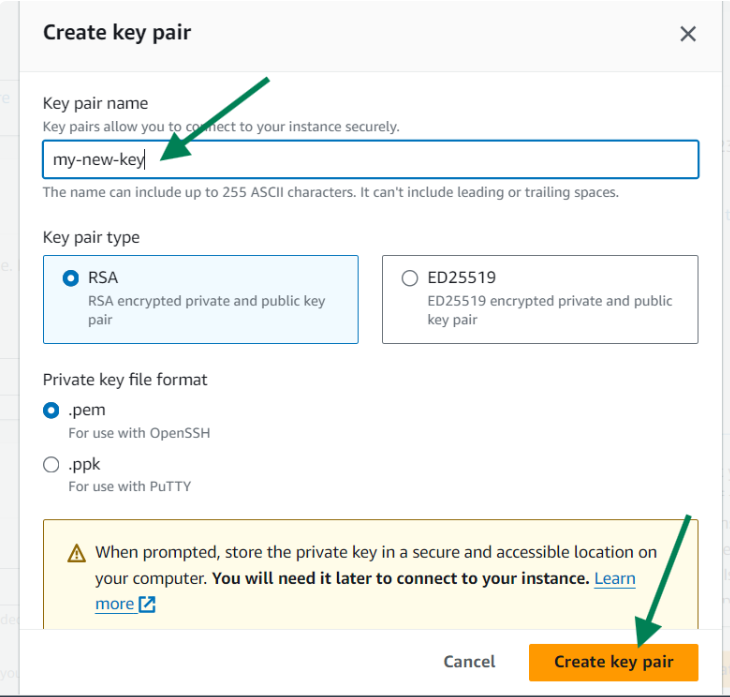 Create key pair
Key pair name
Key pairs allow you to connect to your instance securely.
my-new-key
The name can include up to 255 ASCII characters. It can't include leading or trailing spaces.
Key pair type
RSA
RSA encrypted private and public key
pair
ED25519
ED25519 encrypted private and public
key pair
Private key file format
.pem
For use with OpenSSH
.ppk
For use with PuTTY
When prompted, store the private key in a secure and accessible location on
your computer. You will need it later to connect to your instance. Learn
more
Cancel
Create key pair